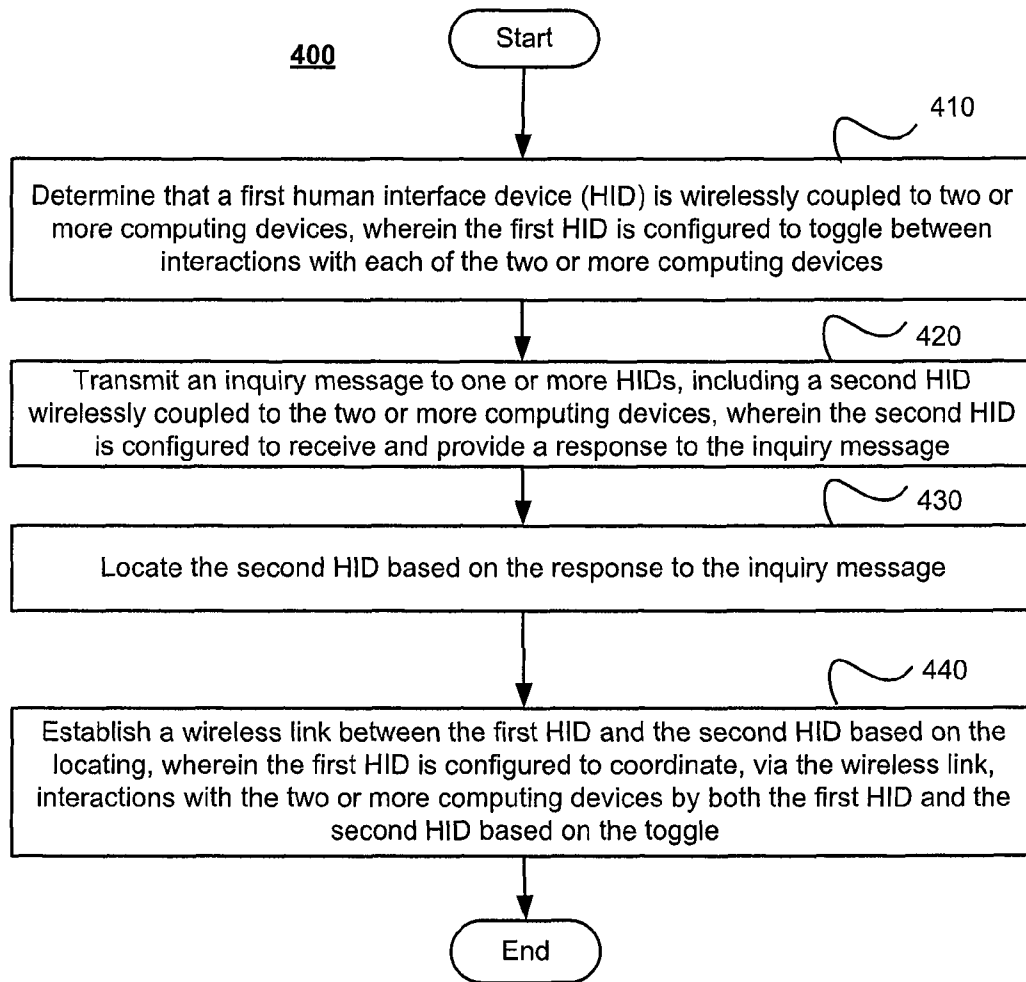 400
Start
410
Determine that a first human interface device (HID) is wirelessly coupled to two or
more computing devices, wherein the first HID is configured to toggle between
interactions with each of the two or more computing devices
420
Transmit an inquiry message to one or more HIDs, including a second HID
wirelessly coupled to the two or more computing devices, wherein the second HID
is configured to receive and provide a response to the inquiry message
430
Locate the second HID based on the response to the inquiry message
440
Establish a wireless link between the first HID and the second HID based on the
locating, wherein the first HID is configured to coordinate, via the wireless link,
interactions with the two or more computing devices by both the first HID and the
second HID based on the toggle
End